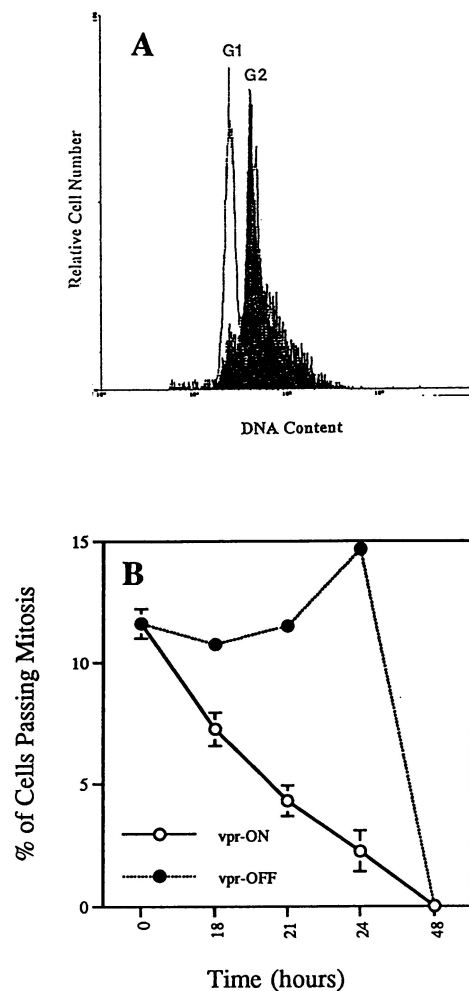 A
G1
G2
Relative Cell Number
DNA Content
B
15
10
5
0
% of Cells Passing Mitosis
vpr-ON
vpr-OFF
0
18
21
24
48
Time (hours)